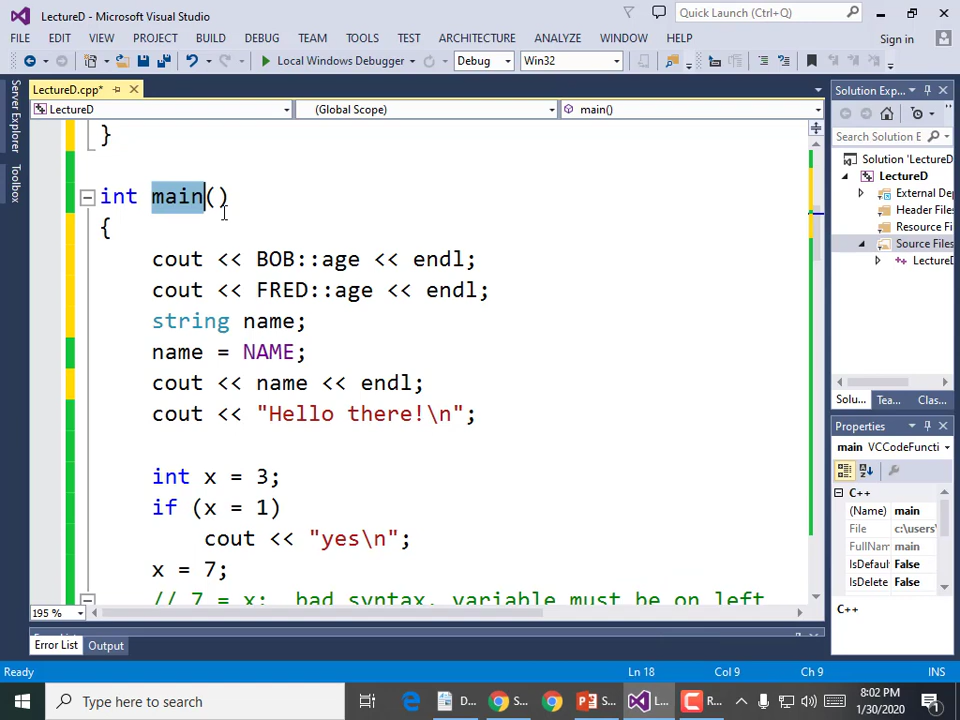 LectureD - Microsoft Visual Studio
Quick Launch (Ctrl+Q)
FILE EDIT VIEW PROJECT BUILD DEBUG TEAM TOOLS TEST ARCHITECTURE ANALYZE WINDOW HELP Sign in
Local Windows Debugger Debug Win32
Server Explorer
Toolbox
LectureD.cpp*
LectureD (Global Scope) main()
}
int main()
{
cout << BOB::age << endl;
cout << FRED::age << endl;
string name;
name = NAME;
cout << name << endl;
cout << "Hello there!\n";
int x = 3;
if (x = 1)
cout << "yes\n";
x = 7;
// 7 = x; bad syntax, variable must be on left
195 %
Error List Output
Solution Exp...
Search Solution
Solution 'LectureD
LectureD
External Dep
Header Files
Resource Fi
Source Files
LectureD
Solu... Tea... Clas...
Properties
main VCCodeFuncti
C++
(Name) main
File c:\users\
FullNam main
IsDefaul False
IsDelete False
C++
Ready Ln 18 Col 9 Ch 9 INS
Type here to search
D... S... S... L... R...
8:02 PM
1/30/2020
1